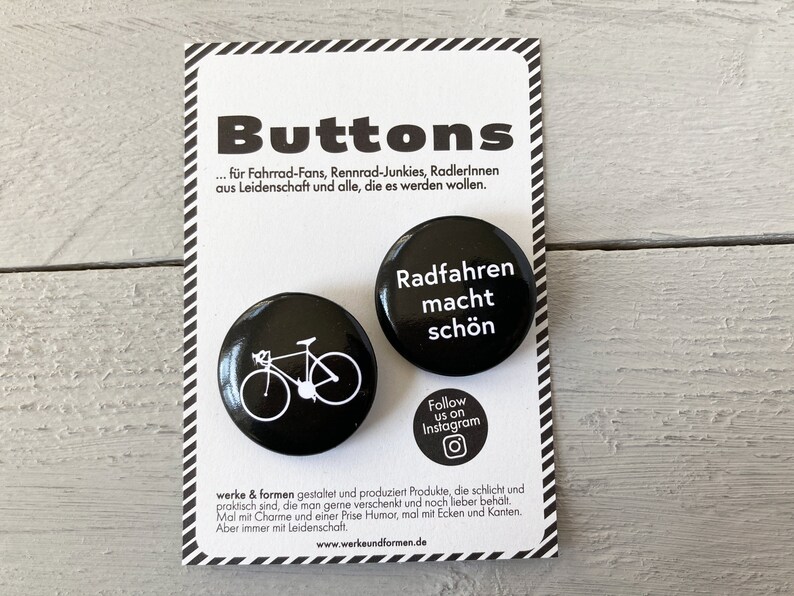 Buttons
... für Fahrrad-Fans, Rennrad-Junkies, RadlerInnen
aus Leidenschaft und alle, die es werden wollen.
Radfahren
macht
schön
Follow
us on
Instagram
werke & formen gestaltet und produziert Produkte, die schlicht und
praktisch sind, die man gerne verschenkt und noch lieber behält.
Mal mit Charme und einer Prise Humor, mal mit Ecken und Kanten.
Aber immer mit Leidenschaft.
www.werkeundformen.de